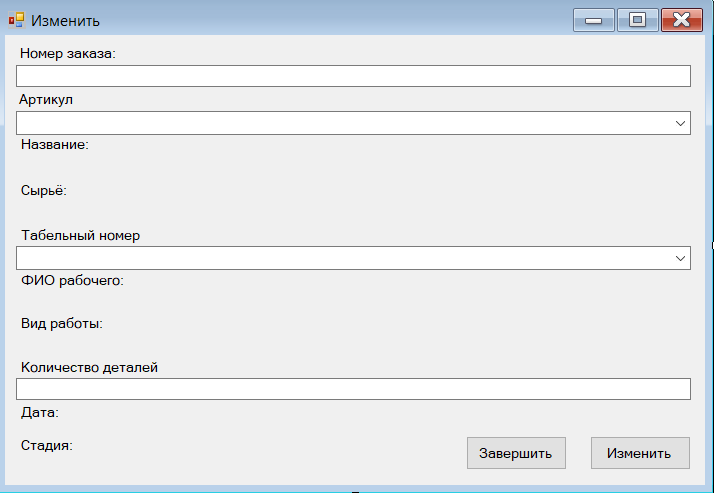 Изменить
Номер заказа:
Артикул
Название:
Сырьё:
Табельный номер
ФИО рабочего:
Вид работы:
Количество деталей
Дата:
Стадия:
Завершить Изменить